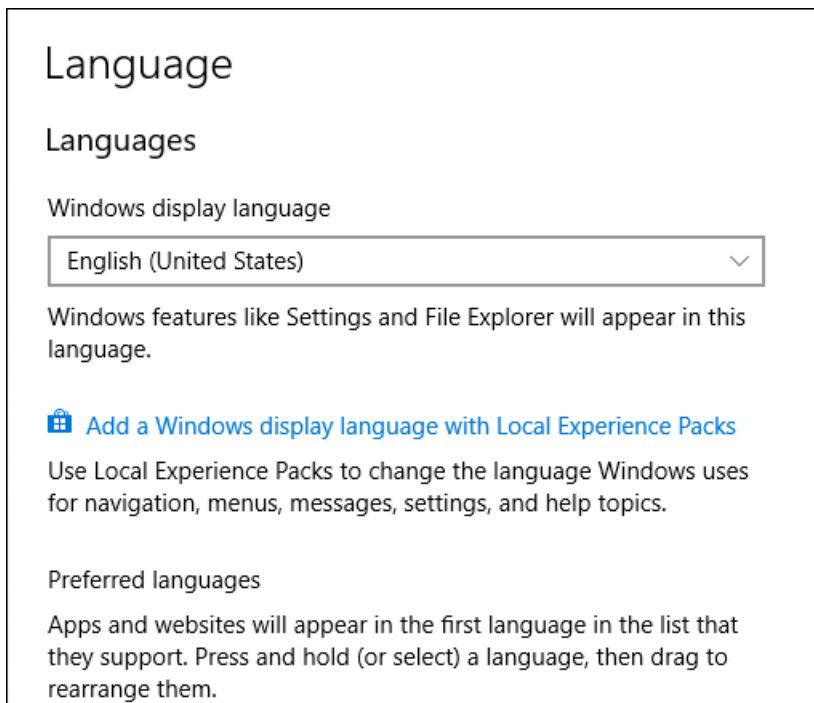 Language
Languages
Windows display language
English (United States)
Windows features like Settings and File Explorer will appear in this
language.
Add a Windows display language with Local Experience Packs
Use Local Experience Packs to change the language Windows uses
for navigation, menus, messages, settings, and help topics.
Preferred languages
Apps and websites will appear in the first language in the list that
they support. Press and hold (or select) a language, then drag to
rearrange them.